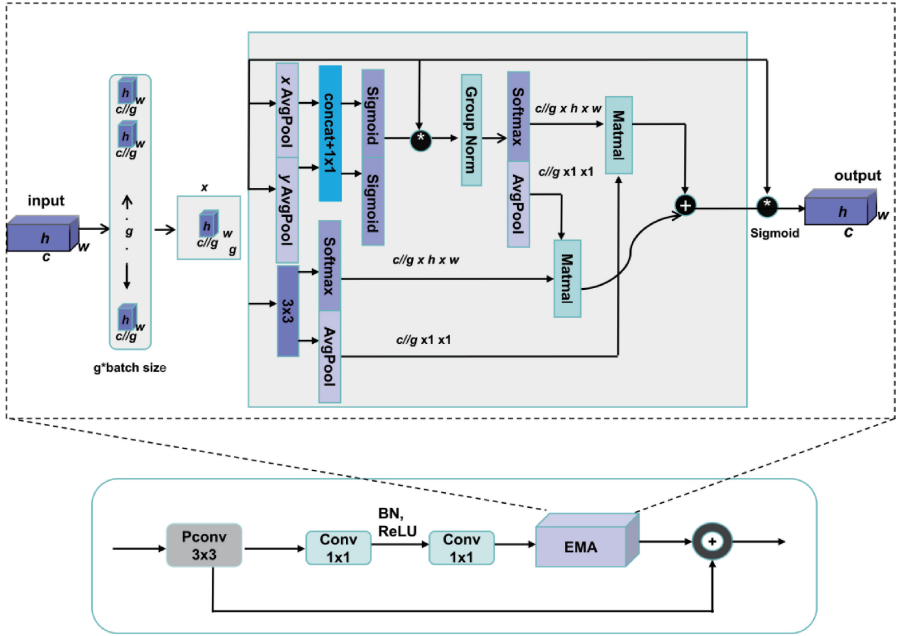 input
h
w
c
h
w
c//g
h
w
c//g
g
h
w
c//g
g*batch size
x
h
w
c//g
g
x AvgPool
y AvgPool
3x3
concat+1x1
Sigmoid
Sigmoid
Softmax
AvgPool
*
Group Norm
Softmax
AvgPool
c//g x h x w
c//g x1 x1
Matmal
Matmal
c//g x h x w
c//g x1 x1
+
*
Sigmoid
output
h
w
c
Pconv
3x3
Conv
1x1
BN,
ReLU
Conv
1x1
EMA
+